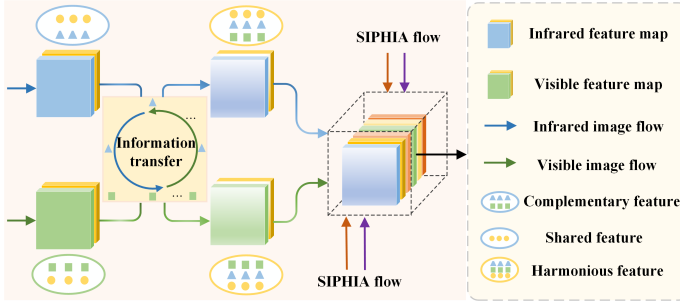 SIPHIA flow
Information
transfer
...
...
SIPHIA flow
Infrared feature map
Visible feature map
Infrared image flow
Visible image flow
Complementary feature
Shared feature
Harmonious feature